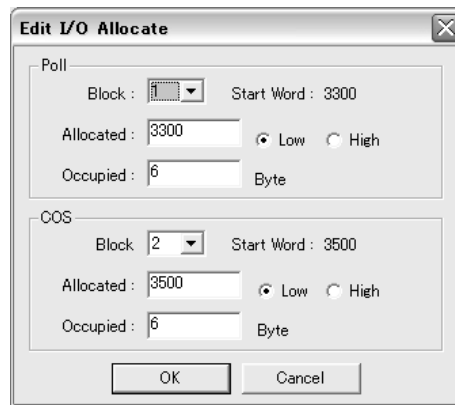 Edit I/O Allocate
Poll
Block : 1 Start Word : 3300
Allocated : 3300 Low High
Occupied : 6 Byte
COS
Block 2 Start Word : 3500
Allocated : 3500 Low High
Occupied : 6 Byte
OK Cancel